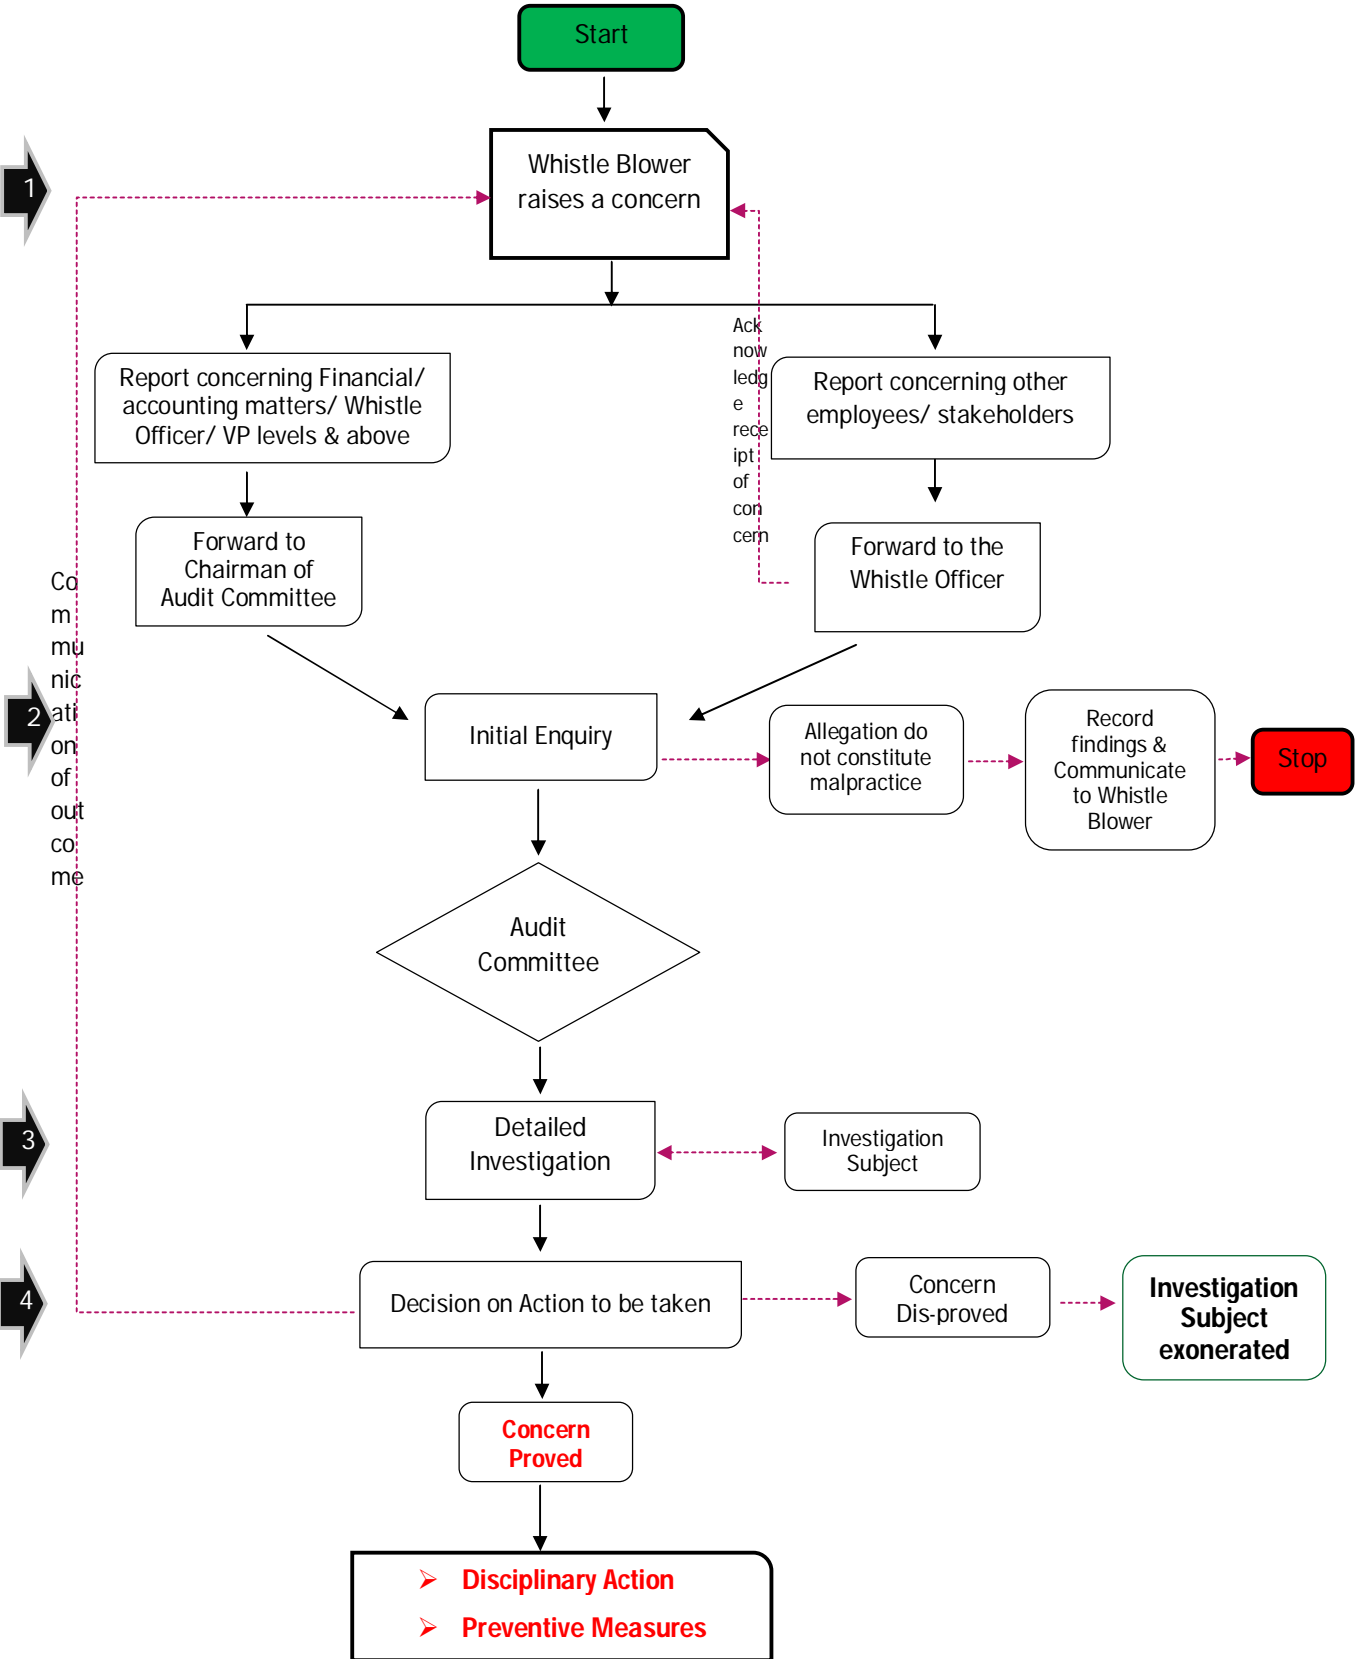 Start
1
Whistle Blower
raises a concern
Ack
now
ledg
e
rece
ipt
of
con
cern
Report concerning Financial/
accounting matters/ Whistle
Officer/ VP levels & above
Report concerning other
employees/ stakeholders
Forward to
Chairman of
Audit Committee
Forward to the
Whistle Officer
Co
m
mu
nic
ati
on
of
out
co
me
2
Initial Enquiry
Allegation do
not constitute
malpractice
Record
findings &
Communicate
to Whistle
Blower
Stop
Audit
Committee
3
Detailed
Investigation
Investigation
Subject
4
Decision on Action to be taken
Concern
Dis-proved
Investigation
Subject
exonerated
Concern
Proved
➢ Disciplinary Action
➢ Preventive Measures